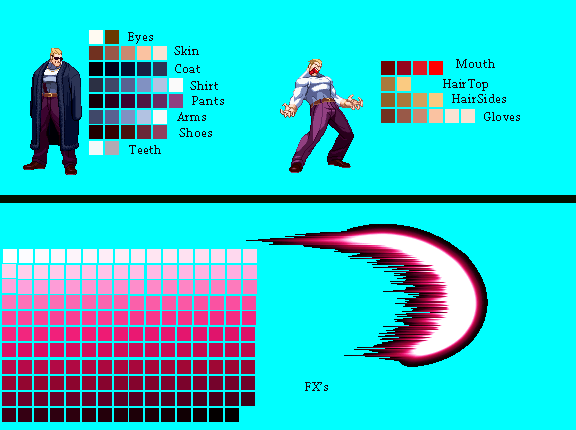 Eyes
Skin
Coat
Shirt
Pants
Arms
Shoes
Teeth
Mouth
HairTop
HairSides
Gloves
FX's